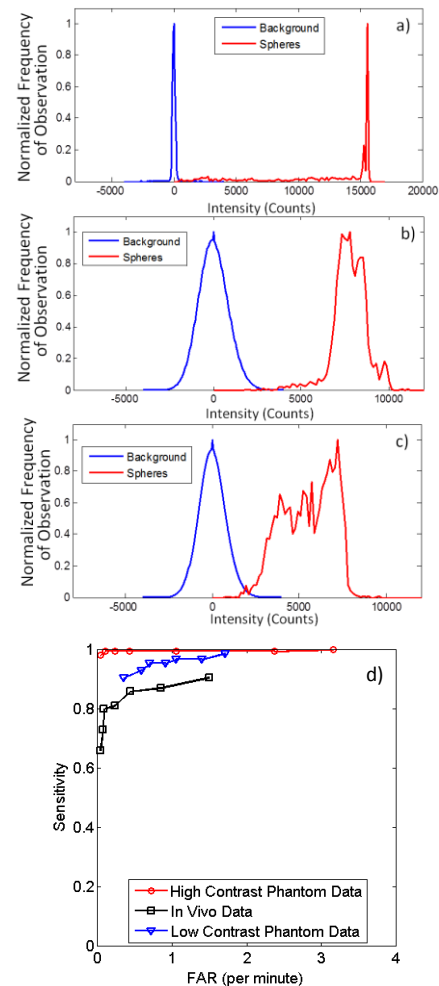 Normalized Frequency
of Observation
1
0.8
0.6
0.4
0.2
0
Background
Spheres
a)
-5000 0 5000 10000 15000 20000
Intensity (Counts)
Normalized Frequency
of Observation
1
0.8
0.6
0.4
0.2
0
Background
Spheres
b)
-5000 0 5000 10000
Intensity (Counts)
Normalized Frequency
of Observation
1
0.8
0.6
0.4
0.2
0
Background
Spheres
c)
-5000 0 5000 10000
Intensity (Counts)
Sensitivity
1
0.8
0.6
0.4
0.2
0
d)
High Contrast Phantom Data
In Vivo Data
Low Contrast Phantom Data
0 1 2 3 4
FAR (per minute)